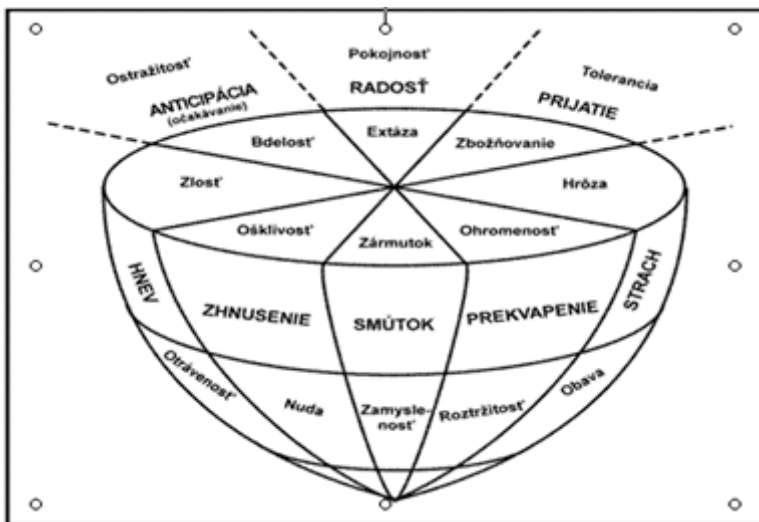 Pokojnosť
Ostražitosť
Tolerancia
RADOSŤ
ANTICIPÁCIA
(očakávanie)
PRIJATIE
Extáza
Bdelosť
Zbožňovanie
Zlosť
Hrôza
Ošklivosť
Zármutok
Ohromenosť
HNEV
ZHNUSENIE
SMÚTOK
PREKVAPENIE
STRACH
Otrávenosť
Nuda
Zamysle-
nosť
Roztržitosť
Obava